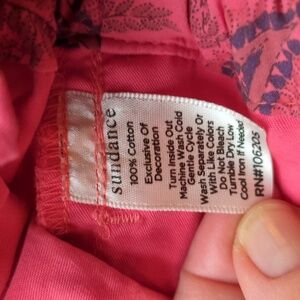 sundance
100% Cotton
Exclusive Of
Decoration
Turn Inside Out
Machine Wash Cold
Gentle Cycle
Wash Separately Or
With Like Colors
Do Not Bleach
Tumble Dry Low
Cool Iron If Needed
RN#106205